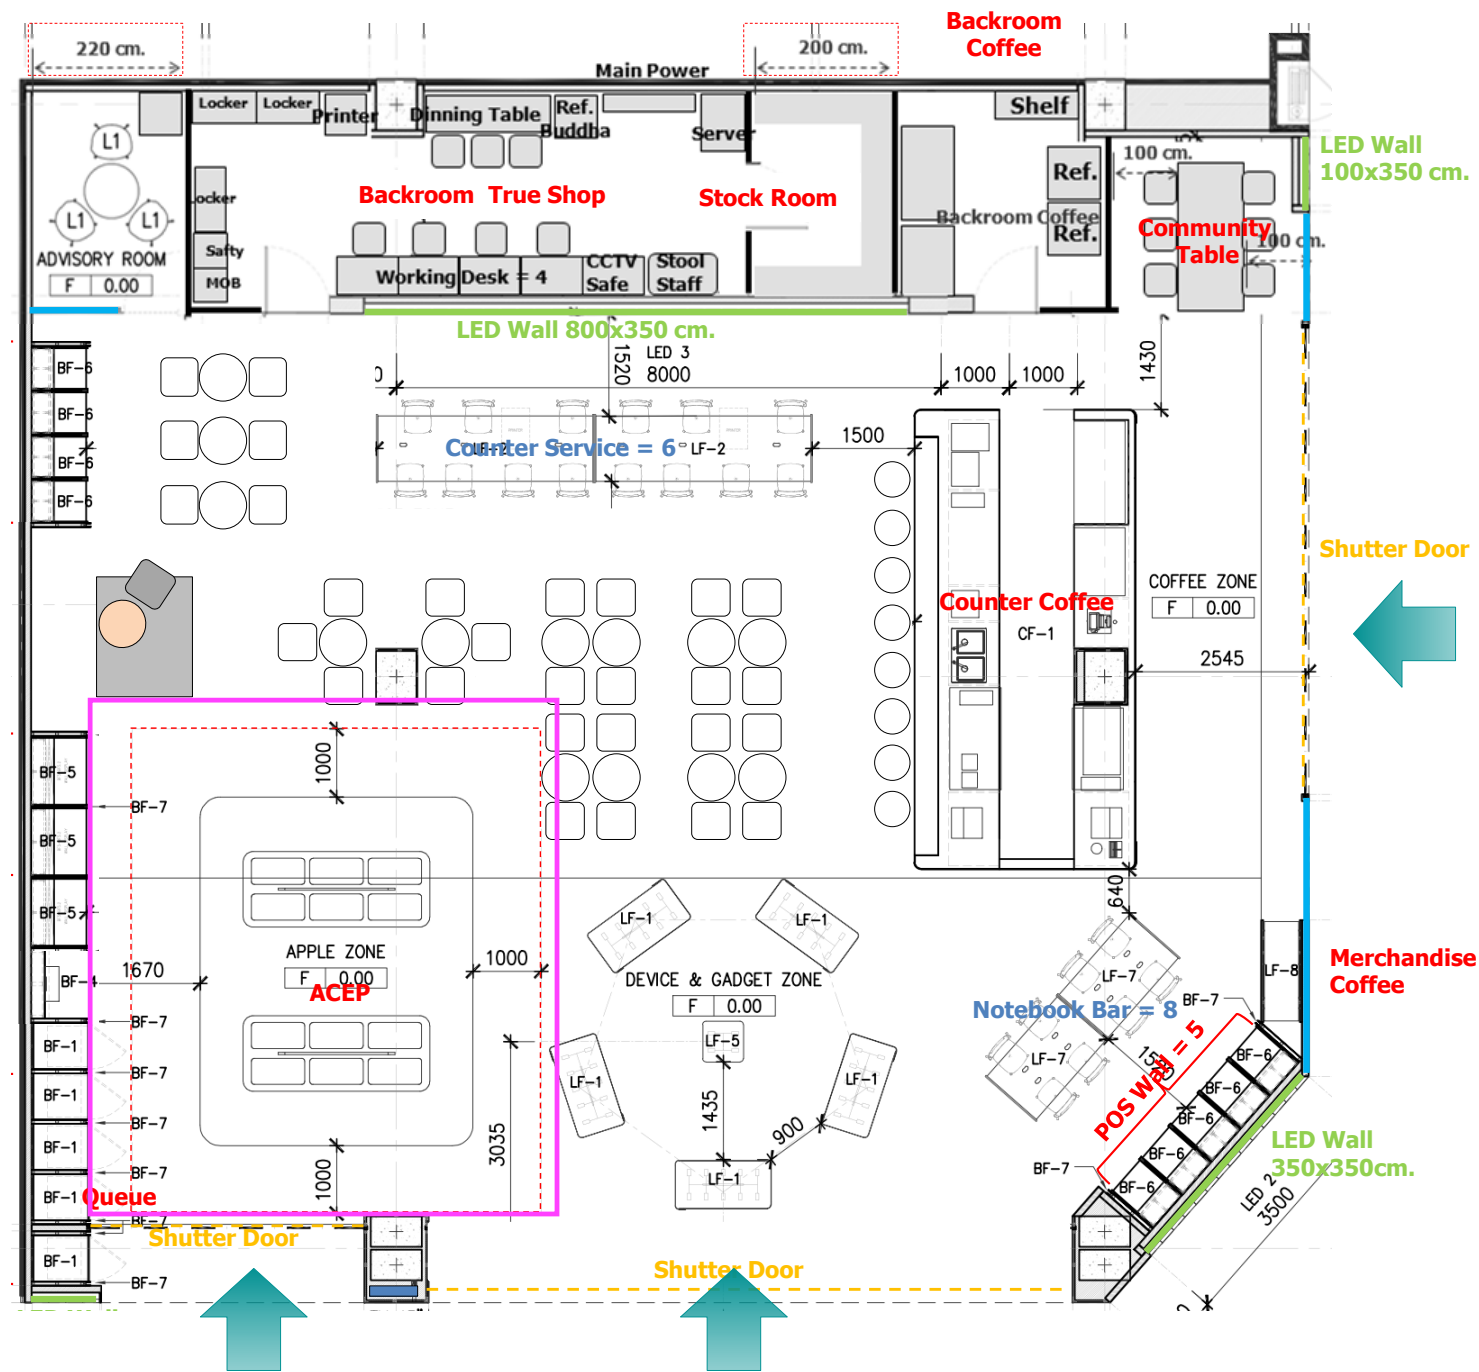 Backroom
Coffee
220 cm.
200 cm.
Main Power
Locker
Locker
Printer
Dinning Table
Ref.
Buddha
Server
Shelf
LED Wall
100x350 cm.
L1
L1
L1
ADVISORY ROOM
F 0.00
Locker
Safty
MOB
Backroom True Shop
Stock Room
Working Desk = 4
CCTV
Safe
Stool
Staff
Ref.
Ref.
Backroom Coffee
100 cm.
Community
Table
100 cm.
LED Wall 800x350 cm.
LED 3
8000
1520
1000
1000
1430
BF-6
BF-6
BF-6
BF-6
Counter Service = 6
LF-2
LF-2
1500
Shutter Door
COFFEE ZONE
F 0.00
Counter Coffee
CF-1
2545
1000
BF-5
BF-5
BF-5
BF-7
BF-4
1670
APPLE ZONE
F 0.00
ACEP
1000
3035
1000
BF-7
BF-1
BF-7
BF-1
BF-7
BF-1
BF-7
BF-1
Queue
BF-7
BF-1
BF-7
Shutter Door
LF-1
LF-1
DEVICE & GADGET ZONE
F 0.00
LF-5
LF-1
LF-1
1435
900
LF-1
Shutter Door
640
LF-7
Notebook Bar = 8
LF-7
1520
LF-8
Merchandise
Coffee
BF-7
POS Wall = 5
BF-6
BF-6
BF-6
BF-6
BF-6
BF-7
LED Wall
350x350cm.
LED 2
3500